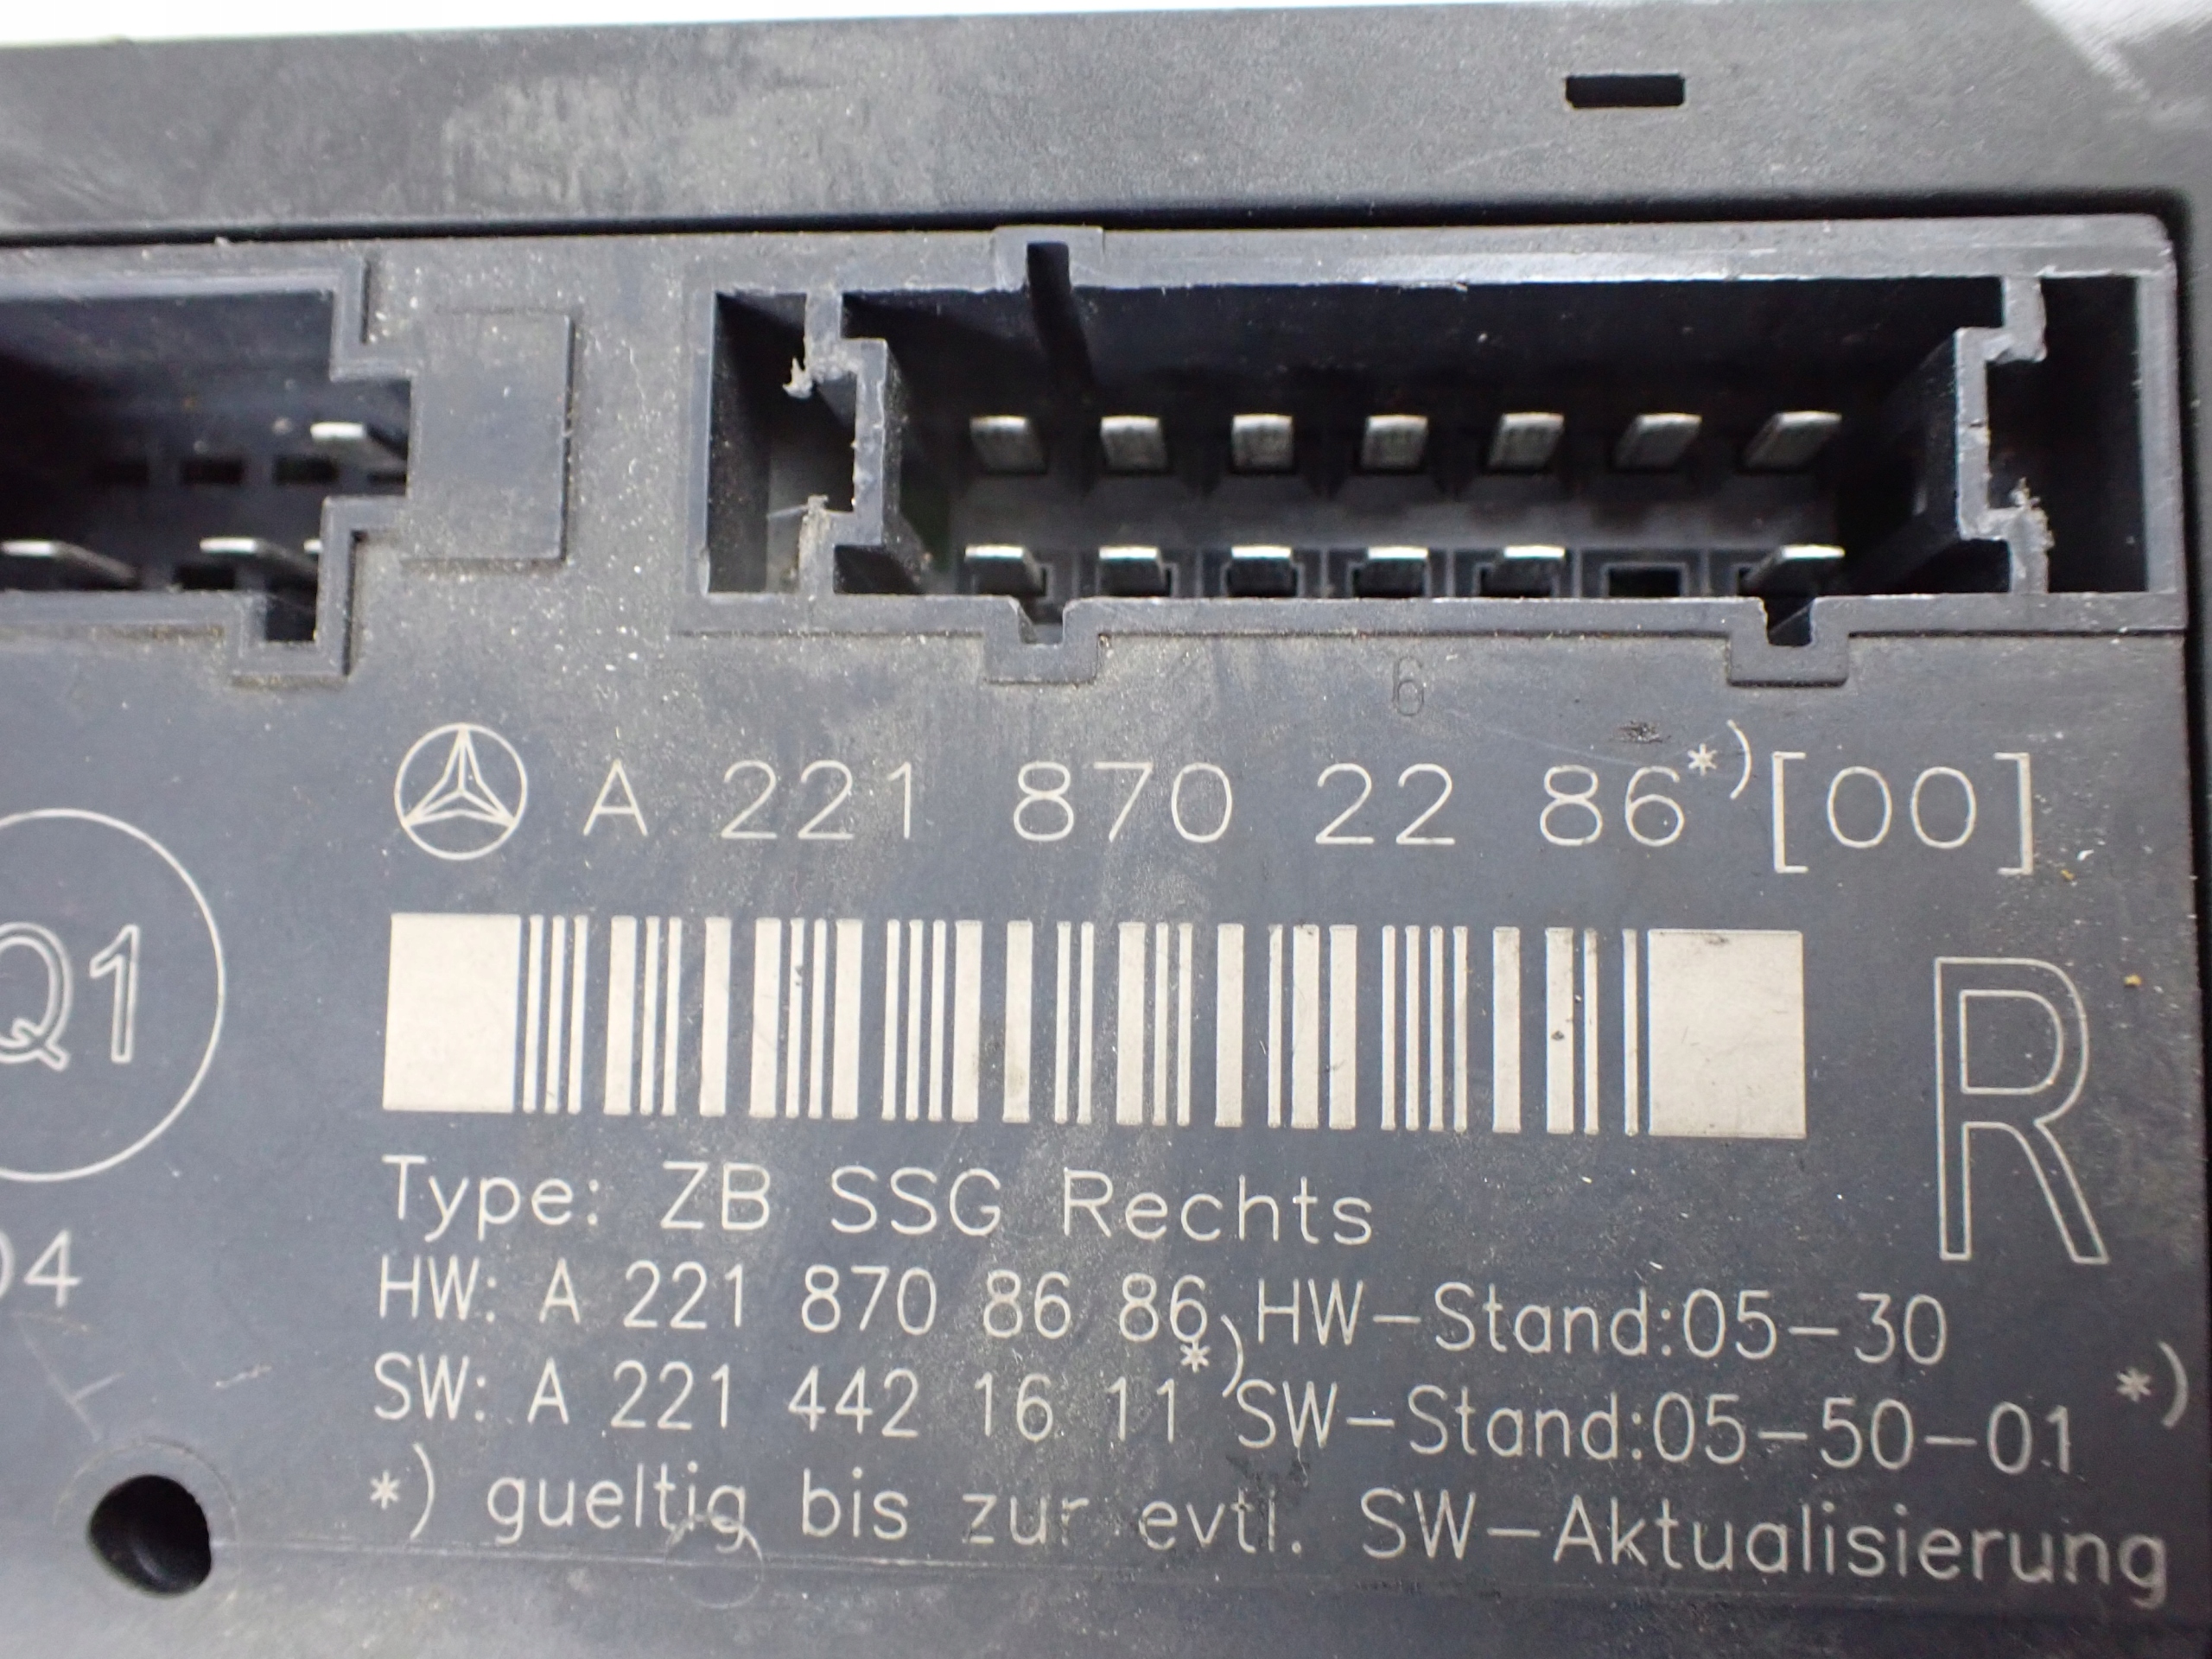 6
A 221 870 22 86*)[00]
Q1
R
Type: ZB SSG Rechts
04
HW: A 221 870 86 86 HW-Stand:05-30
SW: A 221 442 16 11*) SW-Stand:05-50-01 *)
*) gueltig bis zur evtl. SW-Aktualisierung